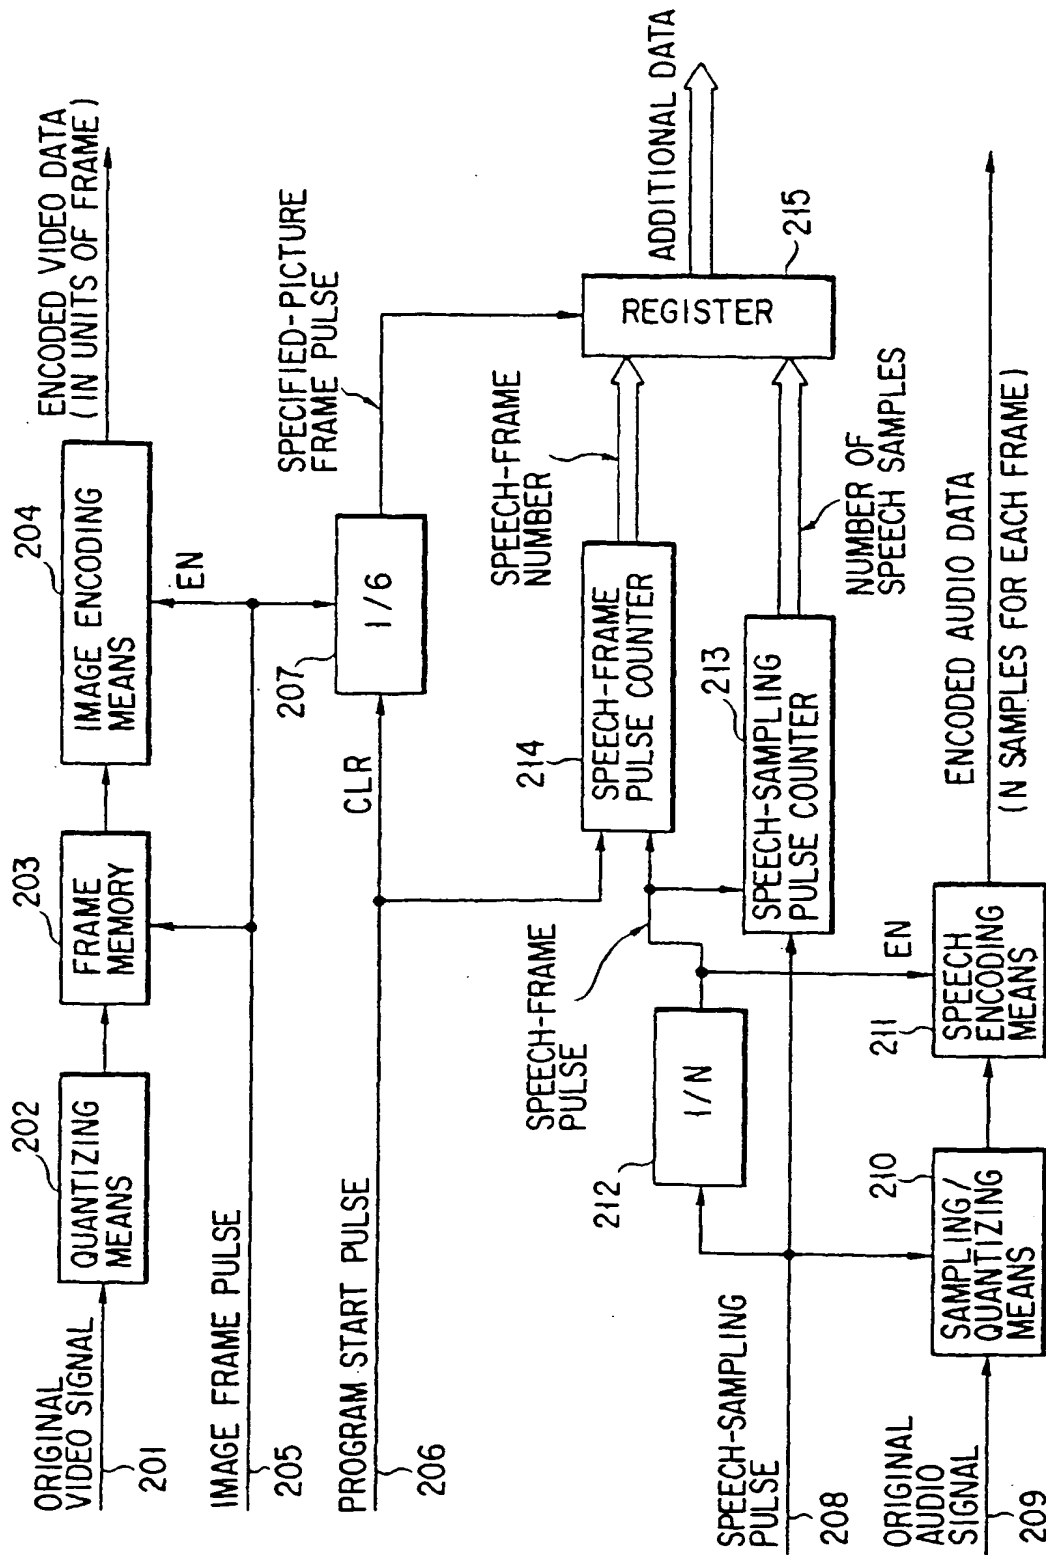 ORIGINAL
VIDEO SIGNAL
201
202
QUANTIZING
MEANS
203
FRAME
MEMORY
204
IMAGE ENCODING
MEANS
ENCODED VIDEO DATA
(IN UNITS OF FRAME)
IMAGE FRAME PULSE
205
EN
PROGRAM START PULSE
206
CLR
207
1/6
SPECIFIED-PICTURE
FRAME PULSE
SPEECH-FRAME
PULSE
214
SPEECH-FRAME
PULSE COUNTER
SPEECH-FRAME
NUMBER
REGISTER
215
ADDITIONAL DATA
212
1/N
213
SPEECH-SAMPLING
PULSE COUNTER
NUMBER OF
SPEECH SAMPLES
SPEECH-SAMPLING
PULSE
208
EN
ORIGINAL
AUDIO
SIGNAL
209
210
SAMPLING/
QUANTIZING
MEANS
211
SPEECH
ENCODING
MEANS
ENCODED AUDIO DATA
(N SAMPLES FOR EACH FRAME)